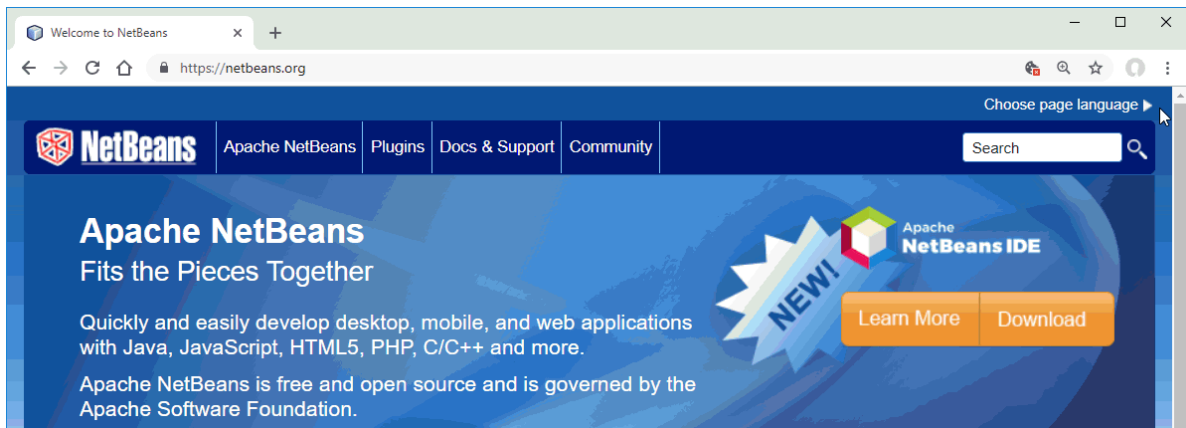 Welcome to NetBeans
https://netbeans.org
Choose page language
NetBeans Apache NetBeans Plugins Docs & Support Community Search
Apache NetBeans
Fits the Pieces Together
Quickly and easily develop desktop, mobile, and web applications
with Java, JavaScript, HTML5, PHP, C/C++ and more.
Apache NetBeans is free and open source and is governed by the
Apache Software Foundation.
NEW!
Apache
NetBeans IDE
Learn More Download